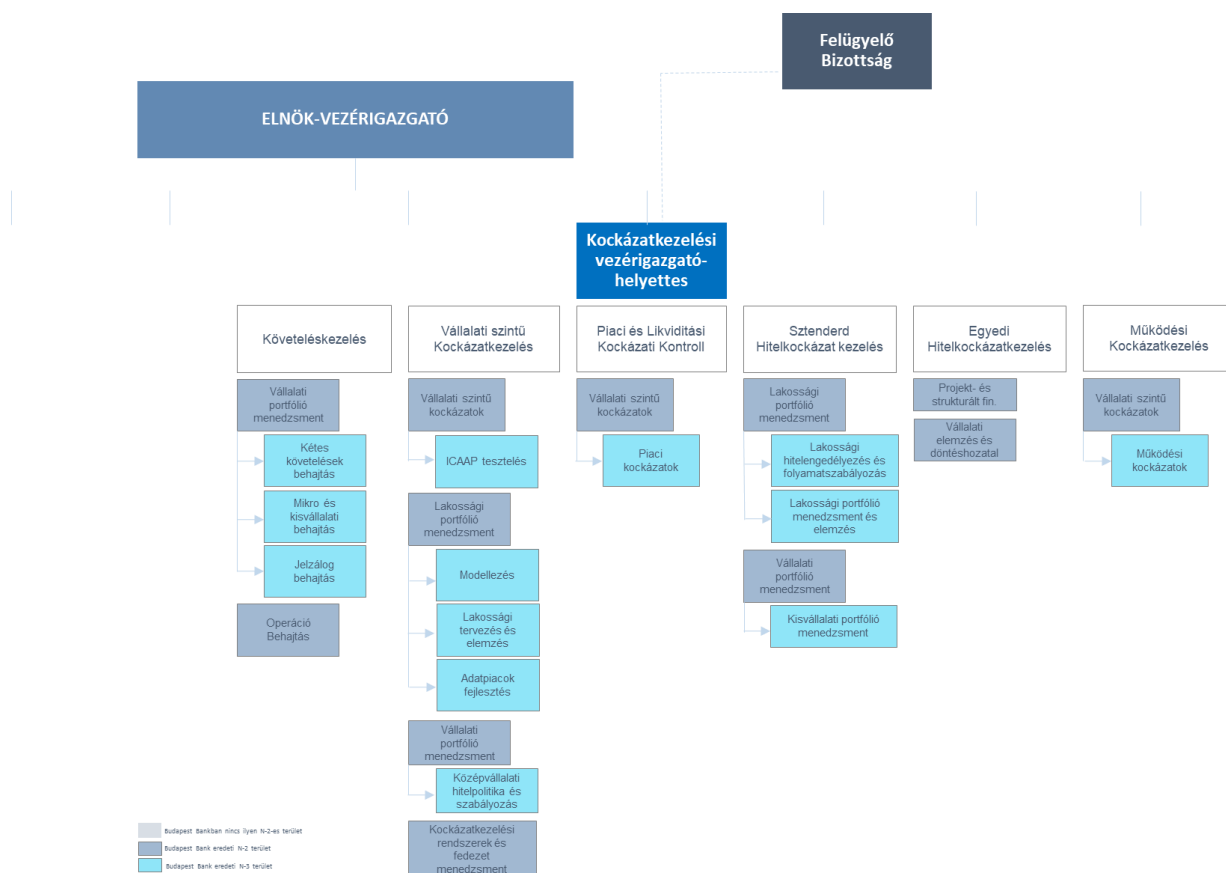 Felügyelő
Bizottság
ELNÖK-VEZÉRIGAZGATÓ
Kockázatkezelési
vezérigazgató-
helyettes
Követeléskezelés
Vállalati szintű
Kockázatkezelés
Piaci és Likviditási
Kockázati Kontroll
Sztenderd
Hitelkockázat kezelés
Egyedi
Hitelkockázatkezelés
Működési
Kockázatkezelés
Vállalati
portfólió
menedzsment
Kétes
követelések
behajtás
Mikro és
kisvállalati
behajtás
Jelzálog
behajtás
Operáció
Behajtás
Vállalati szintű
kockázatok
ICAAP tesztelés
Lakossági
portfólió
menedzsment
Modellezés
Lakossági
tervezés és
elemzés
Adatpiacok
fejlesztés
Vállalati
portfólió
menedzsment
Középvállalati
hitelpolitika és
szabályozás
Kockázatkezelési
rendszerek és
fedezet
menedzsment
Vállalati szintű
kockázatok
Piaci
kockázatok
Lakossági
portfólió
menedzsment
Lakossági
hitelengedélyezés és
folyamatszabályozás
Lakossági portfólió
menedzsment és
elemzés
Vállalati
portfólió
menedzsment
Kisvállalati portfólió
menedzsment
Projekt- és
strukturált fin.
Vállalati
elemzés és
döntéshozatal
Vállalati szintű
kockázatok
Működési
kockázatok
Budapest Bankban nincs ilyen N-2-es terület
Budapest Bank eredeti N-2 terület
Budapest Bank eredeti N-3 terület